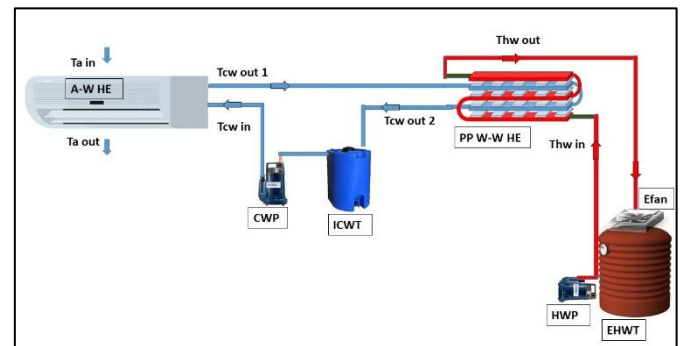 Thw out
Ta in
Tcw out 1
A-W HE
Tcw in
Tcw out 2
PP W-W HE
Thw in
Ta out
Efan
CWP
ICWT
HWP
EHWT